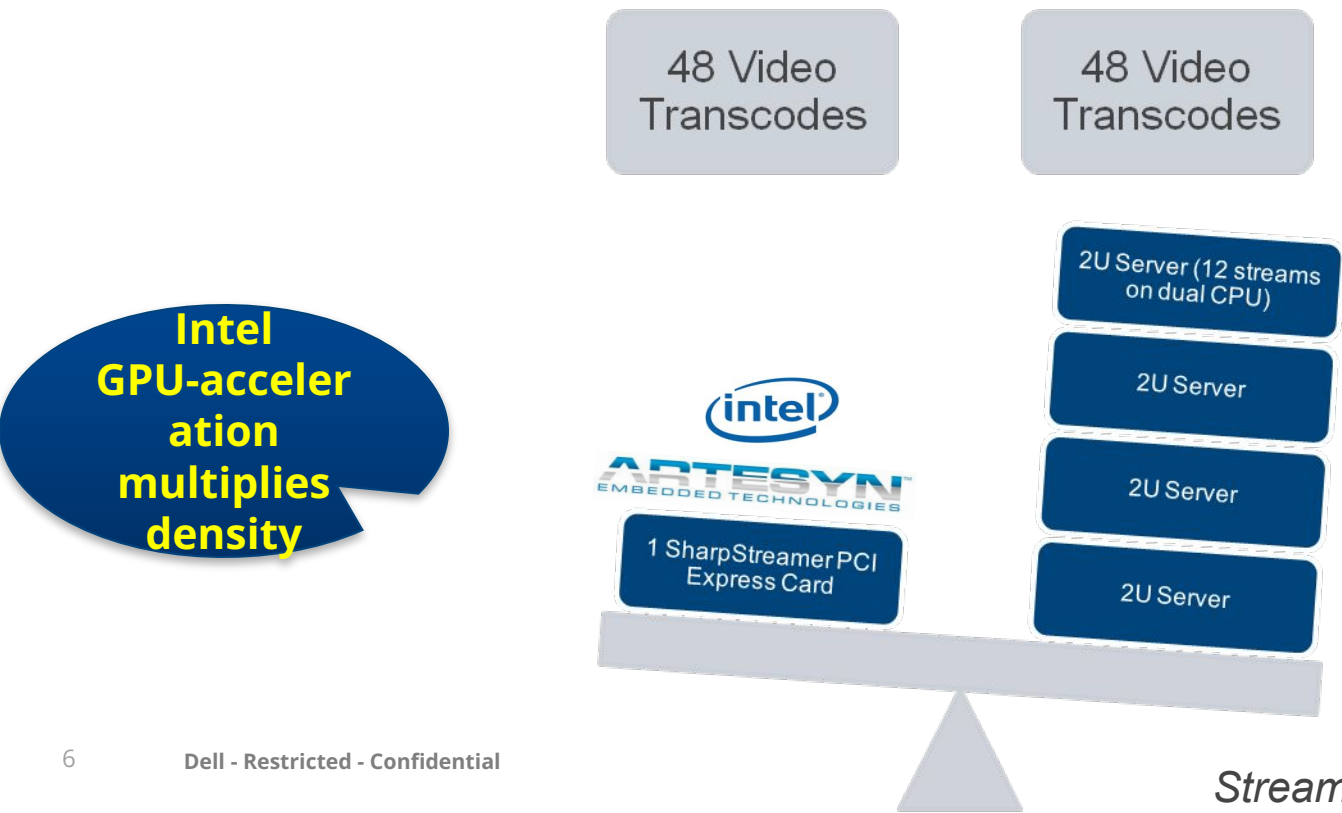 48 Video
Transcodes
48 Video
Transcodes
2U Server (12 streams
on dual CPU)
2U Server
2U Server
2U Server
Intel
GPU-acceler
ation
multiplies
density
intel
ARTESYN™
EMBEDDED TECHNOLOGIES
1 SharpStreamer PCI
Express Card
6
Dell - Restricted - Confidential
Stream